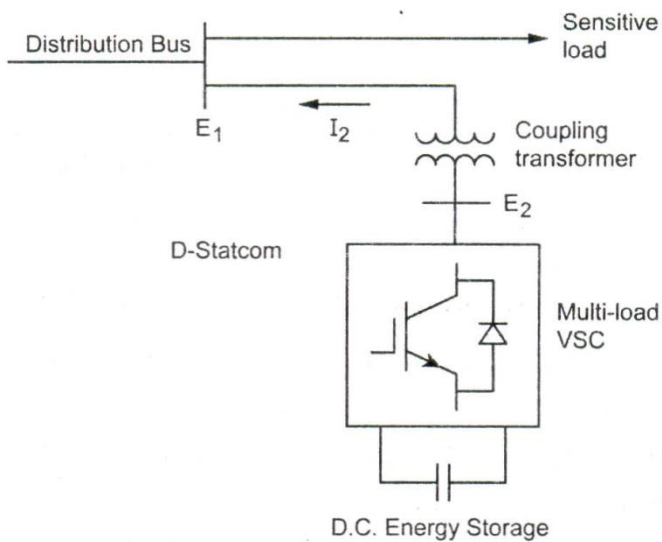 Distribution Bus
Sensitive
load
E₁
I₂
Coupling
transformer
E₂
D-Statcom
Multi-load
VSC
D.C. Energy Storage